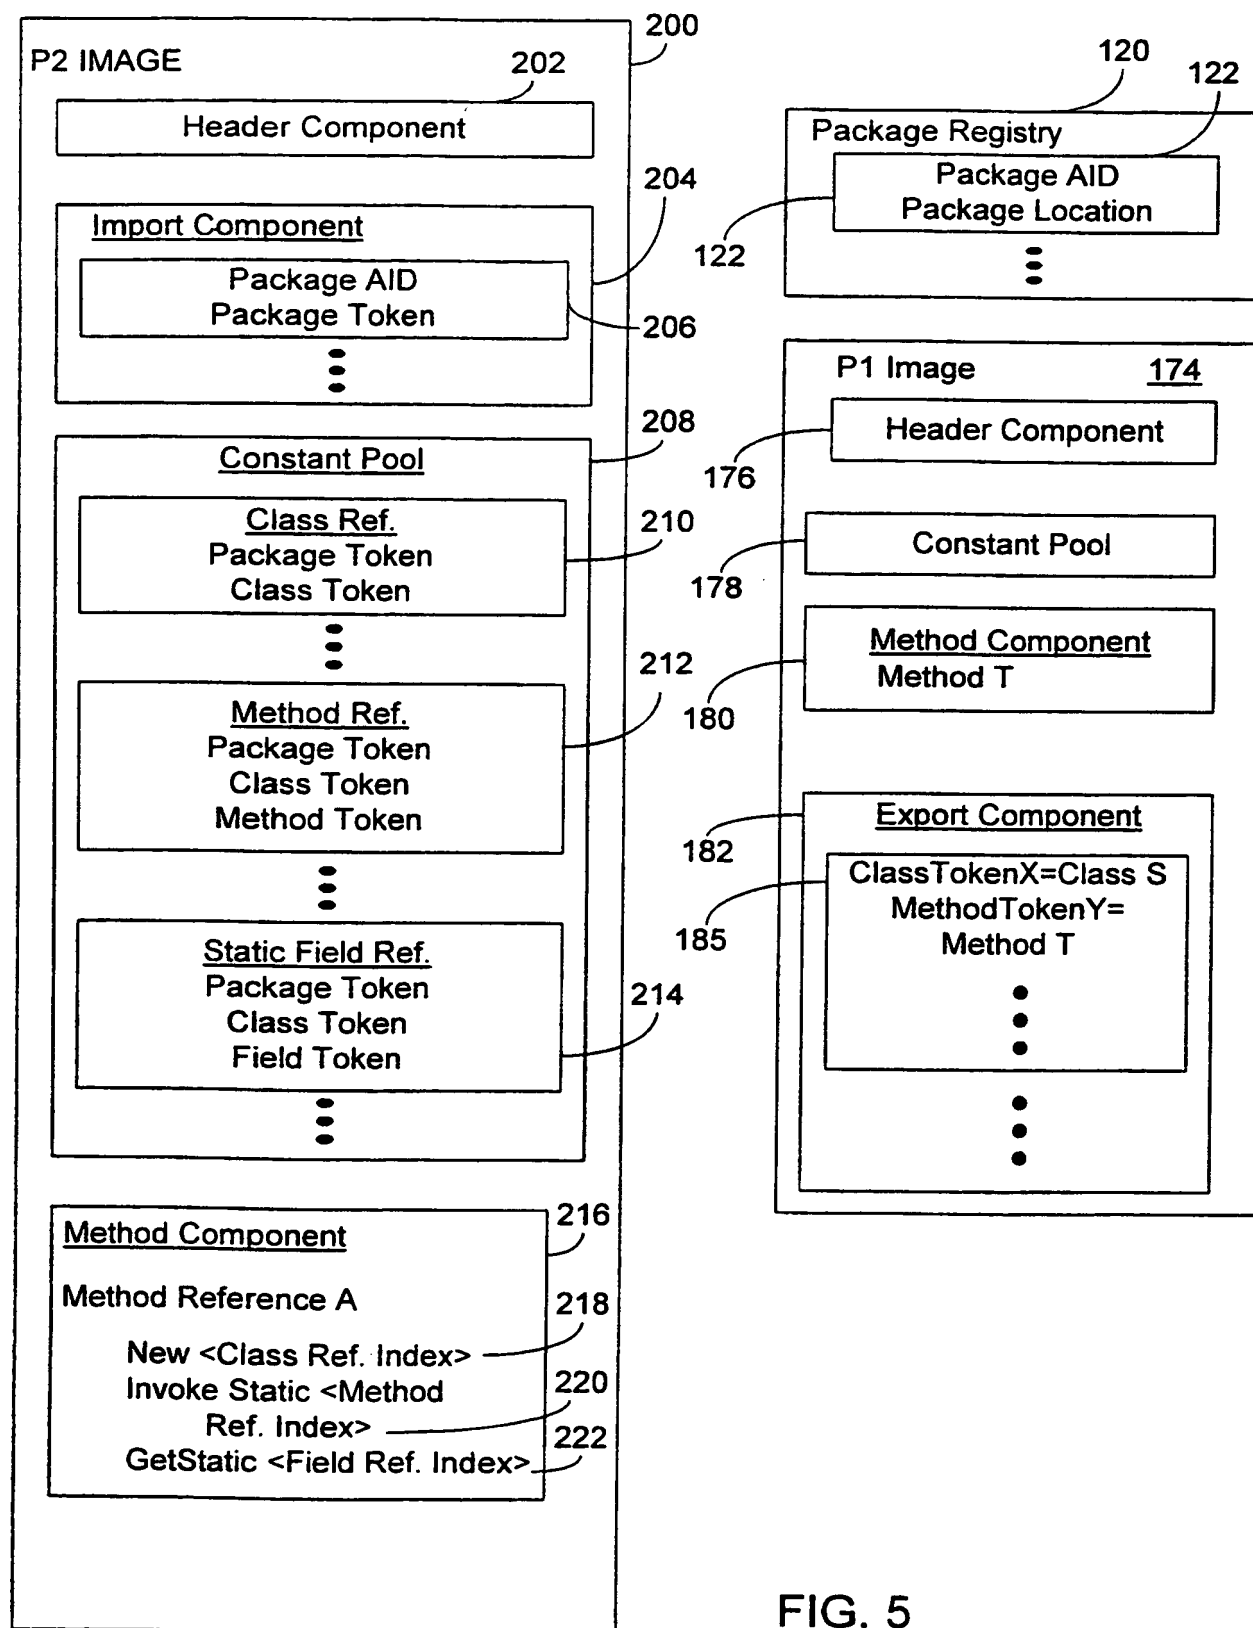 P2 IMAGE
200
202
Header Component
204
Import Component
Package AID
Package Token
206
208
Constant Pool
Class Ref.
Package Token
Class Token
210
212
Method Ref.
Package Token
Class Token
Method Token
Static Field Ref.
Package Token
Class Token
Field Token
214
216
Method Component
Method Reference A
218
New <Class Ref. Index>
Invoke Static <Method
Ref. Index>
220
GetStatic <Field Ref. Index>
222
120
122
Package Registry
Package AID
Package Location
122
P1 Image
174
Header Component
176
Constant Pool
178
Method Component
Method T
180
Export Component
182
ClassTokenX=Class S
MethodTokenY=
Method T
185
FIG. 5